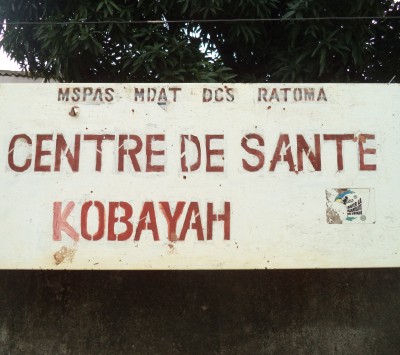 MSPAS MDAT DCS RATOMA
CENTRE DE SANTE
KOBAYAH